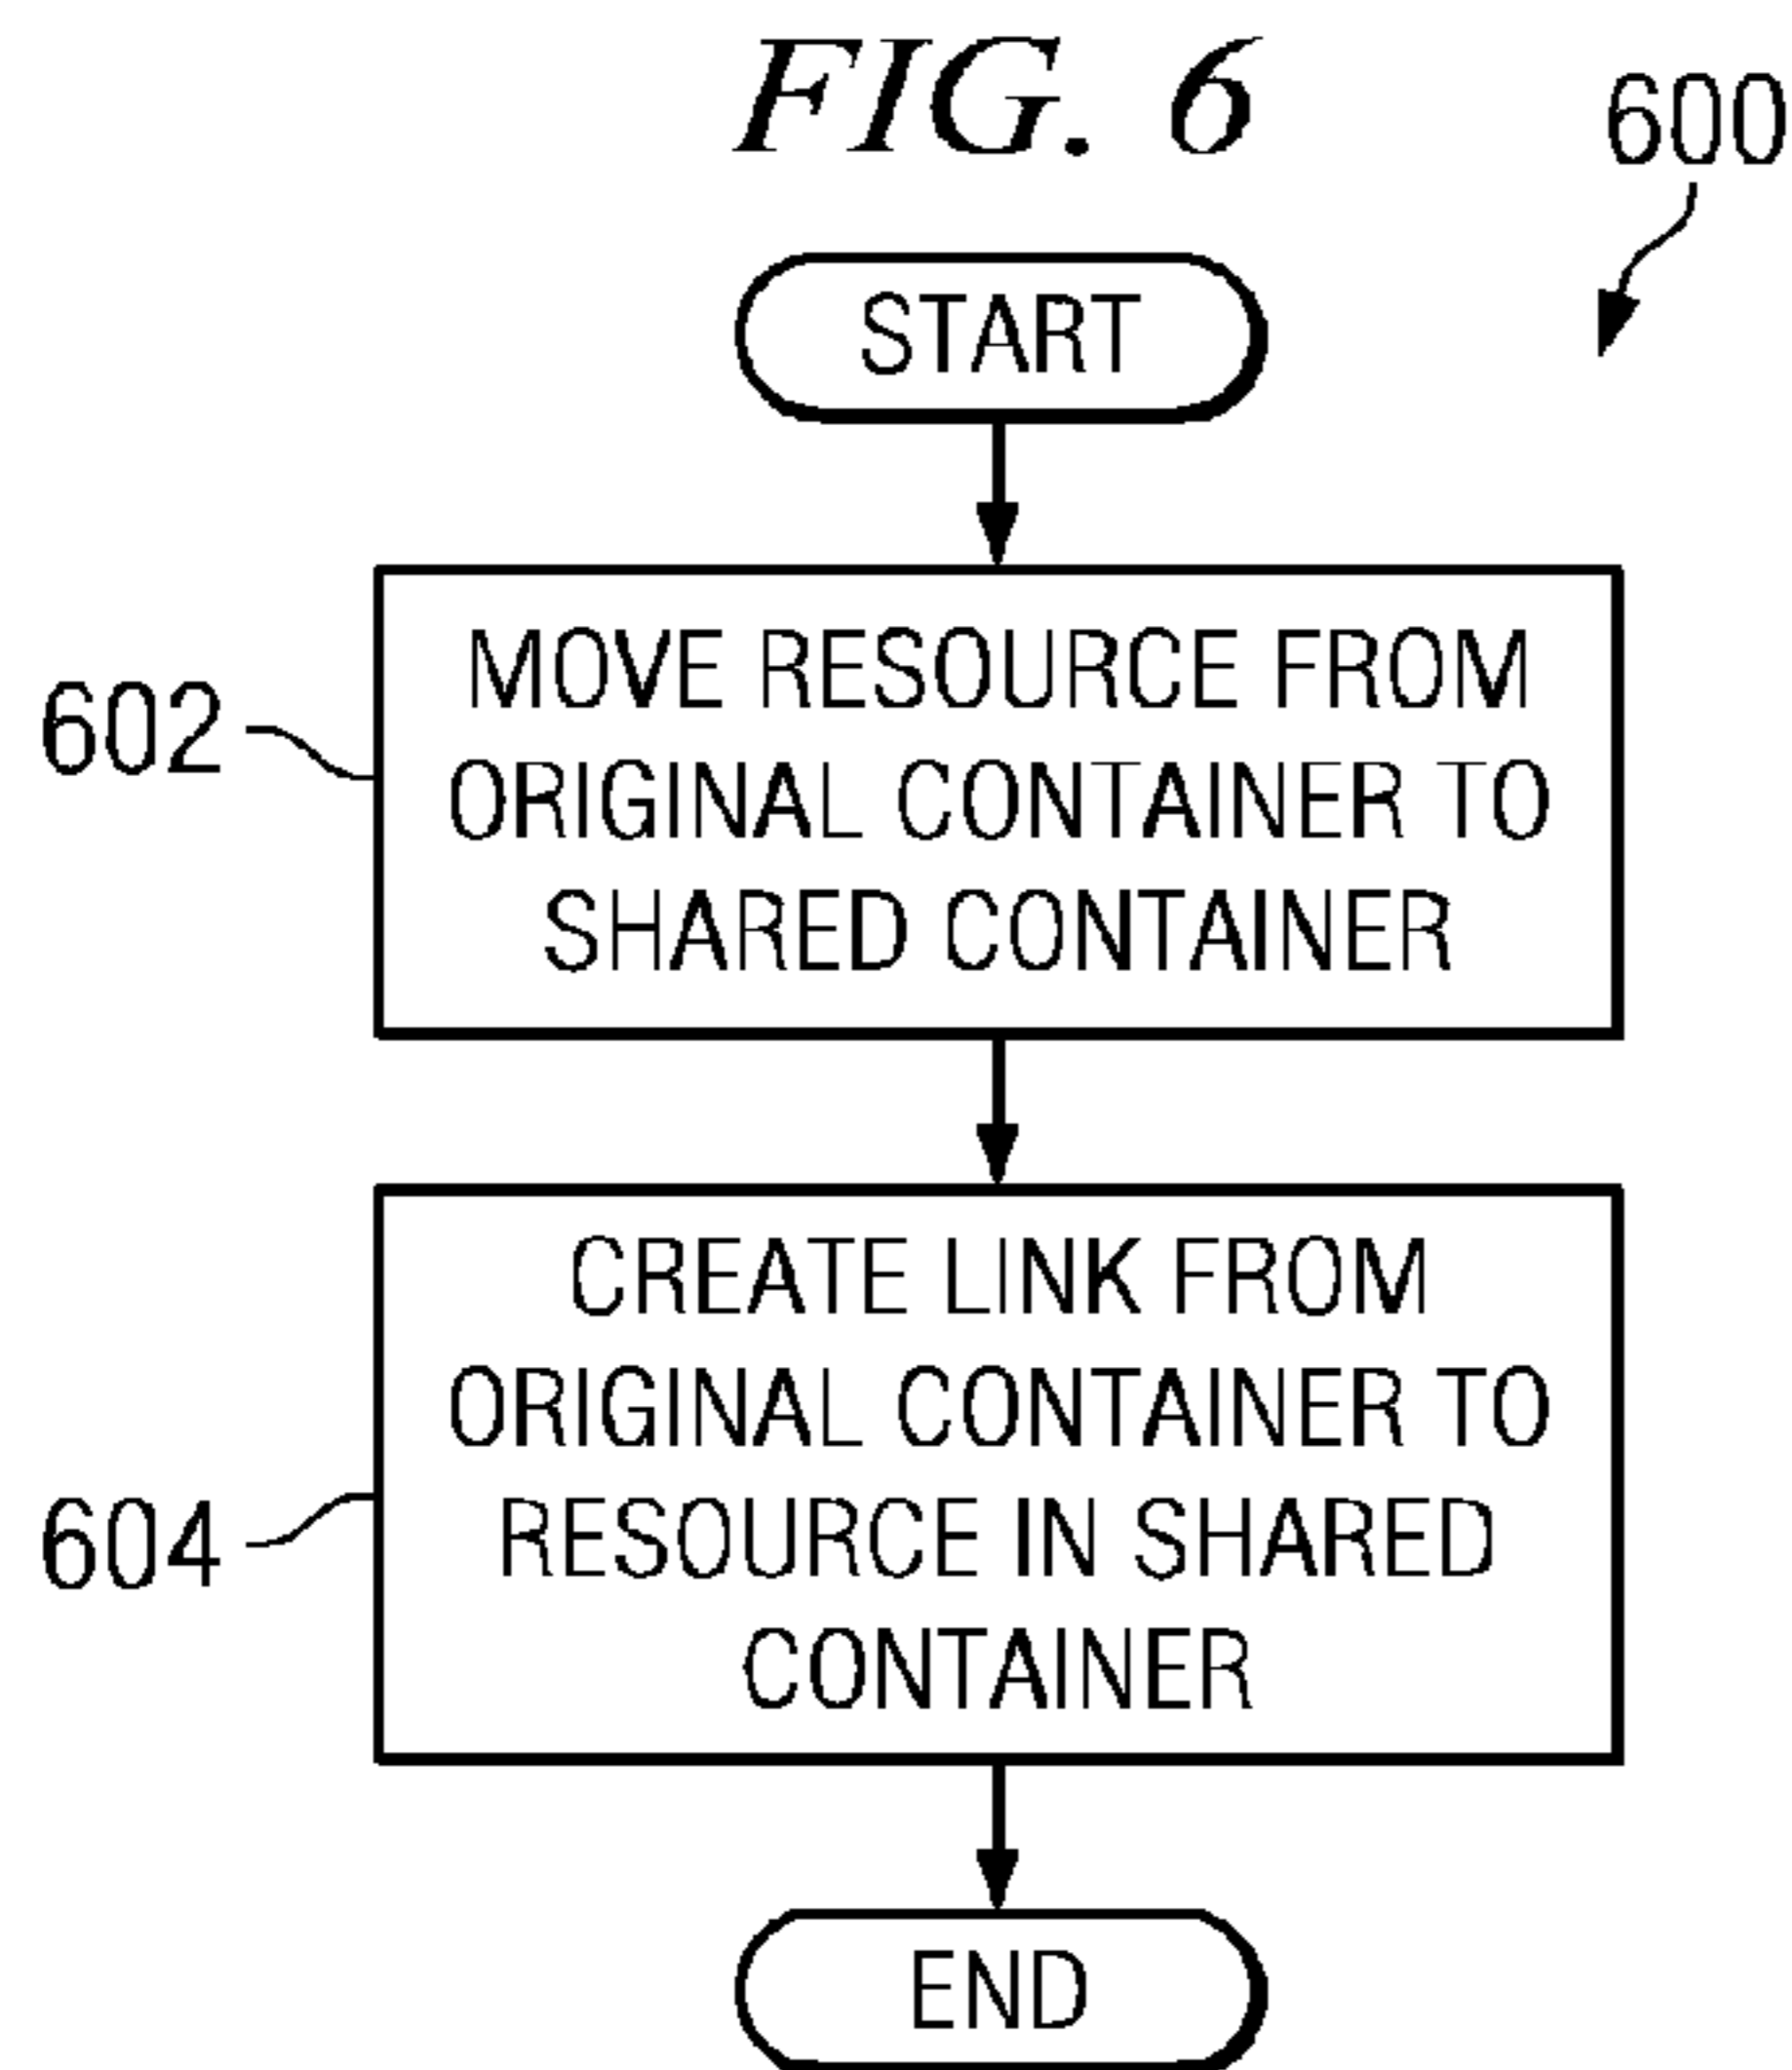 FIG. 6
600
START
602
MOVE RESOURCE FROM
ORIGINAL CONTAINER TO
SHARED CONTAINER
604
CREATE LINK FROM
ORIGINAL CONTAINER TO
RESOURCE IN SHARED
CONTAINER
END